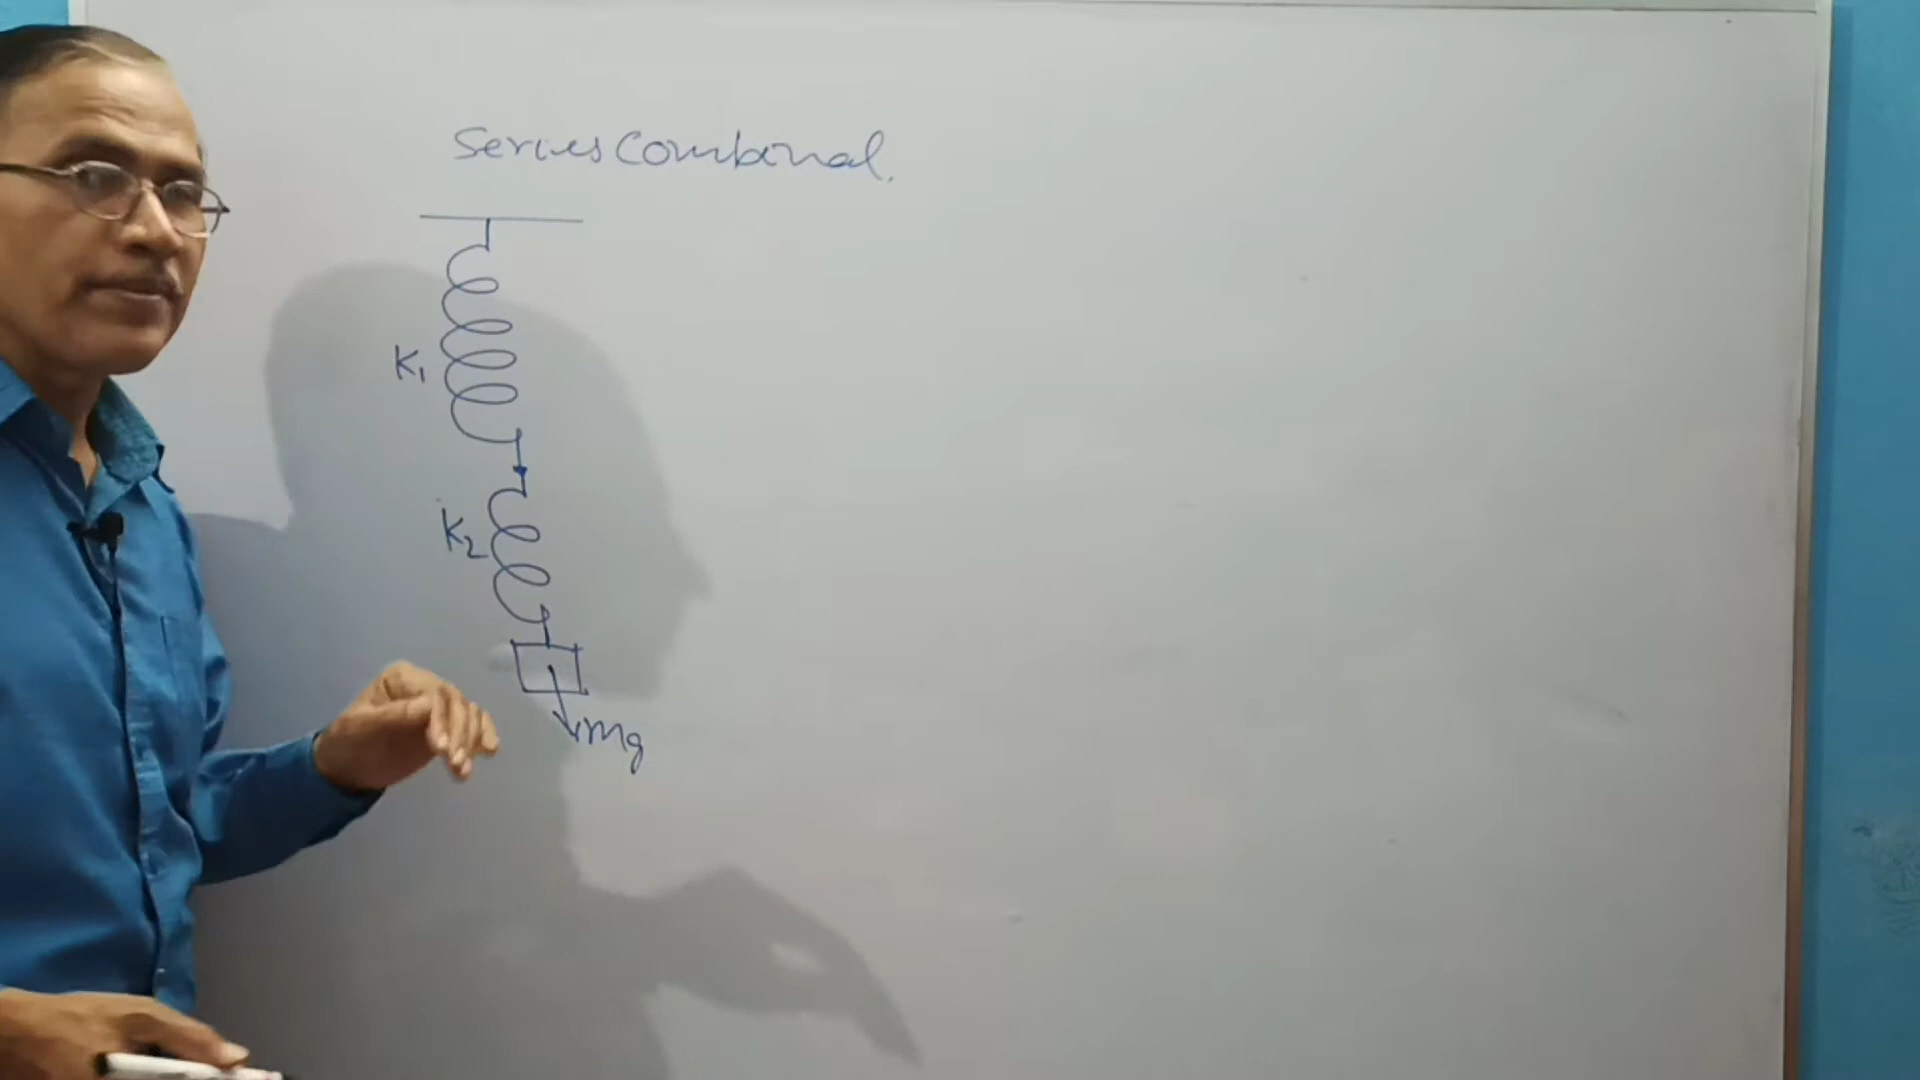 Series Combinal.
K₁
K₂
mg